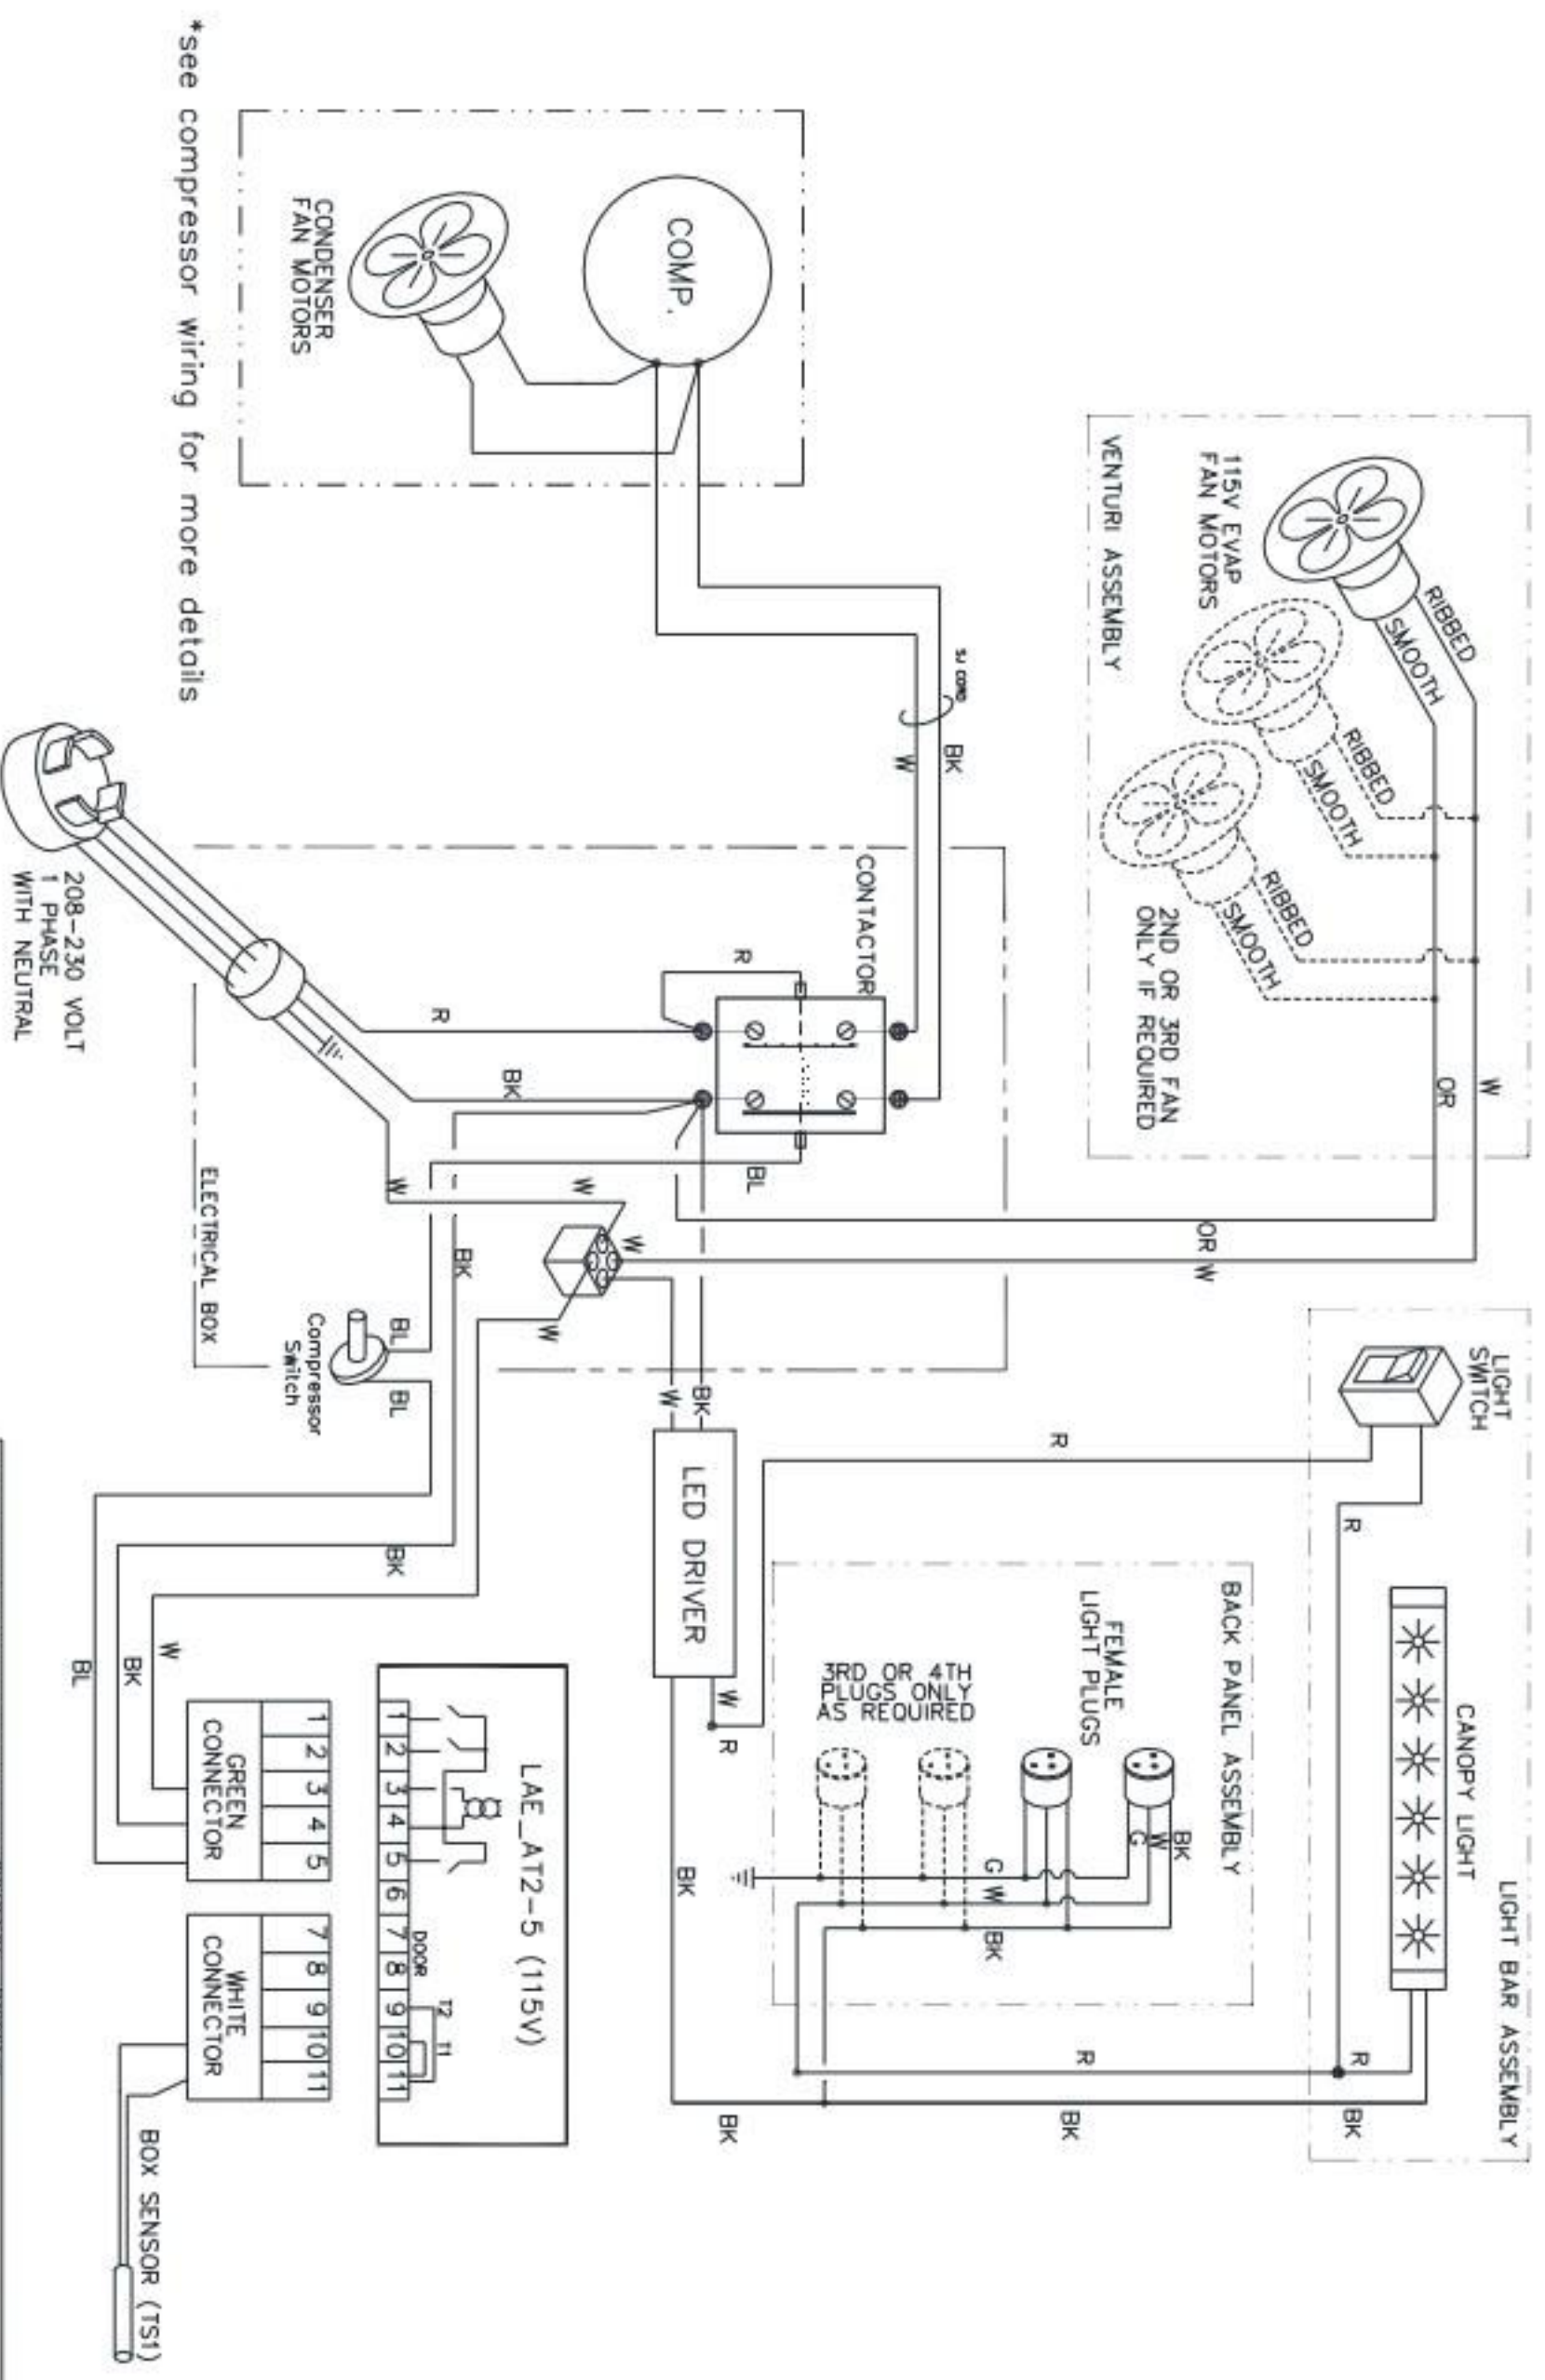 LIGHT BAR ASSEMBLY
LIGHT
SWITCH
CANOPY LIGHT
R
R
BK
RIBBED
SMOOTH
RIBBED
SMOOTH
RIBBED
SMOOTH
W
OR
115V EVAP
FAN MOTORS
2ND OR 3RD FAN
ONLY IF REQUIRED
VENTURI ASSEMBLY
OR
W
R
R
BK
BACK PANEL ASSEMBLY
FEMALE
LIGHT PLUGS
3RD OR 4TH
PLUGS ONLY
AS REQUIRED
BK
W
G
G
W
BK
SJ CORD
BK
W
CONTACTOR
R
BL
COMP.
CONDENSER
FAN MOTORS
BK
W
LED DRIVER
W
R
BK
BK
W
W
W
W
R
BK
BK
BL
BL
Compressor
Switch
ELECTRICAL BOX
LAE_AT2-5 (115V)
T2
T1
DOOR
1 2 3 4 5 6 7 8 9 10 11
BK
W
BK
BL
1 2 3 4 5
GREEN
CONNECTOR
7 8 9 10 11
WHITE
CONNECTOR
BOX SENSOR (TS1)
*see compressor wiring for more details
208-230 VOLT
1 PHASE
WITH NEUTRAL